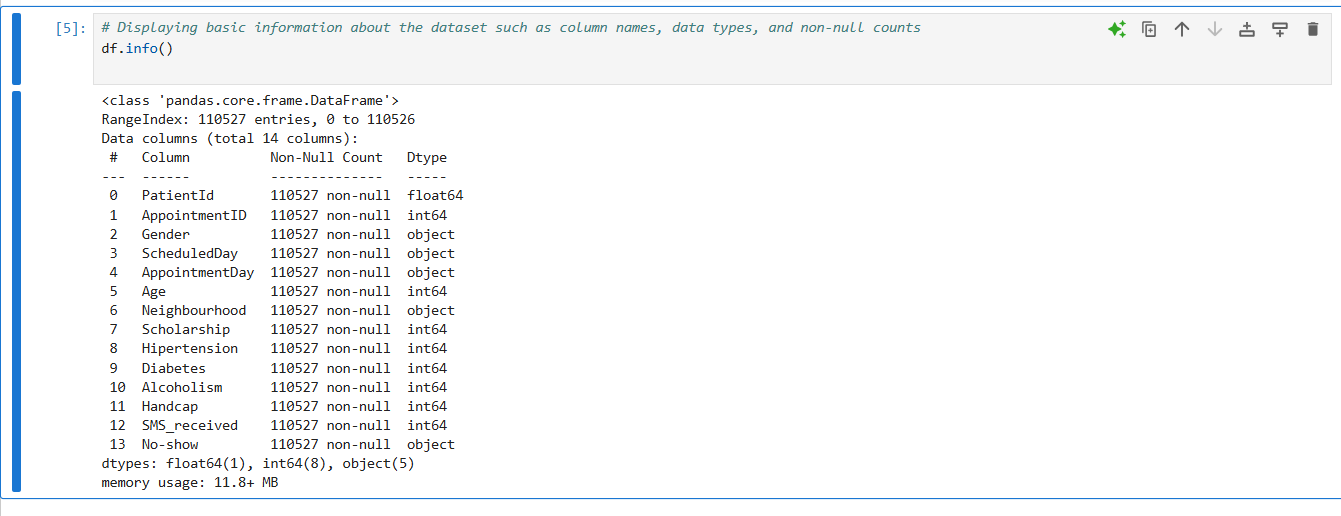 [5]: # Displaying basic information about the dataset such as column names, data types, and non-null counts
df.info()
<class 'pandas.core.frame.DataFrame'>
RangeIndex: 110527 entries, 0 to 110526
Data columns (total 14 columns):
 #   Column          Non-Null Count   Dtype
---  ------          --------------   -----
 0   PatientId       110527 non-null  float64
 1   AppointmentID   110527 non-null  int64
 2   Gender          110527 non-null  object
 3   ScheduledDay    110527 non-null  object
 4   AppointmentDay  110527 non-null  object
 5   Age             110527 non-null  int64
 6   Neighbourhood   110527 non-null  object
 7   Scholarship     110527 non-null  int64
 8   Hipertension    110527 non-null  int64
 9   Diabetes        110527 non-null  int64
 10  Alcoholism      110527 non-null  int64
 11  Handcap         110527 non-null  int64
 12  SMS_received    110527 non-null  int64
 13  No-show         110527 non-null  object
dtypes: float64(1), int64(8), object(5)
memory usage: 11.8+ MB